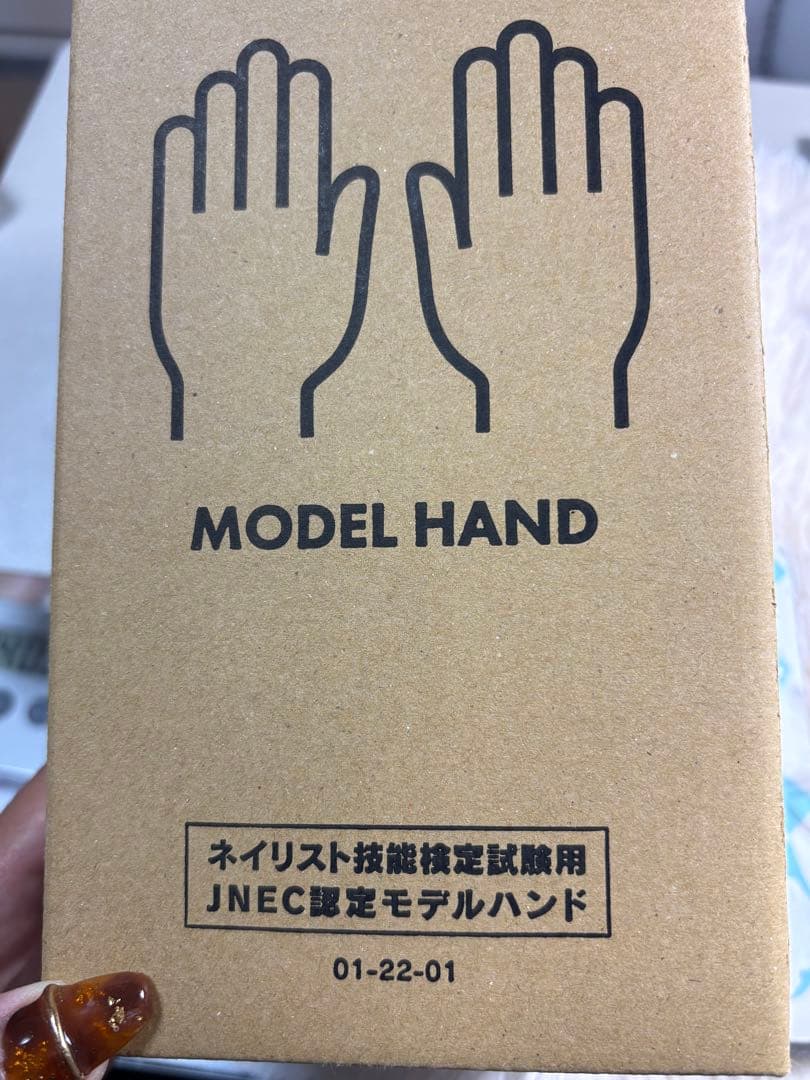 MODEL HAND
ネイリスト技能検定試験用
JNEC認定モデルハンド
01-22-01